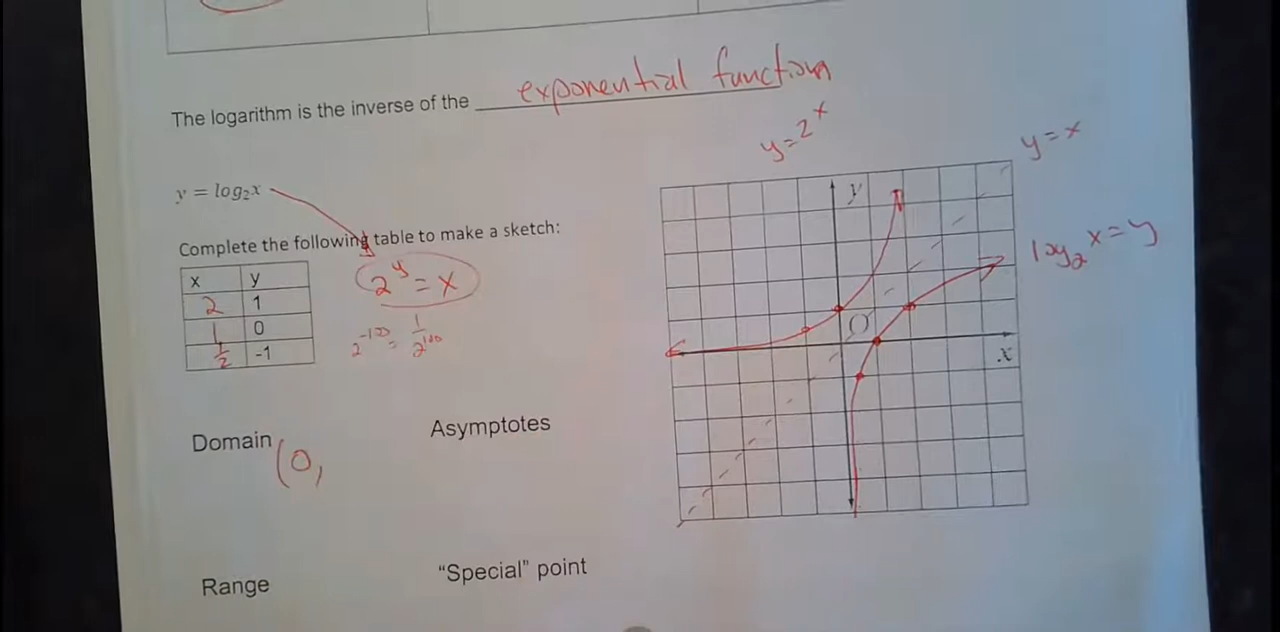 The logarithm is the inverse of the exponential function
y = 2^x
y = x
y = log₂x
log₂ x = y
Complete the following table to make a sketch:
x y
2 1
1 0
1/2 -1
2^y = x
2^-100 = 1/2^100
y
O
x
Domain (0,
Asymptotes
Range
"Special" point